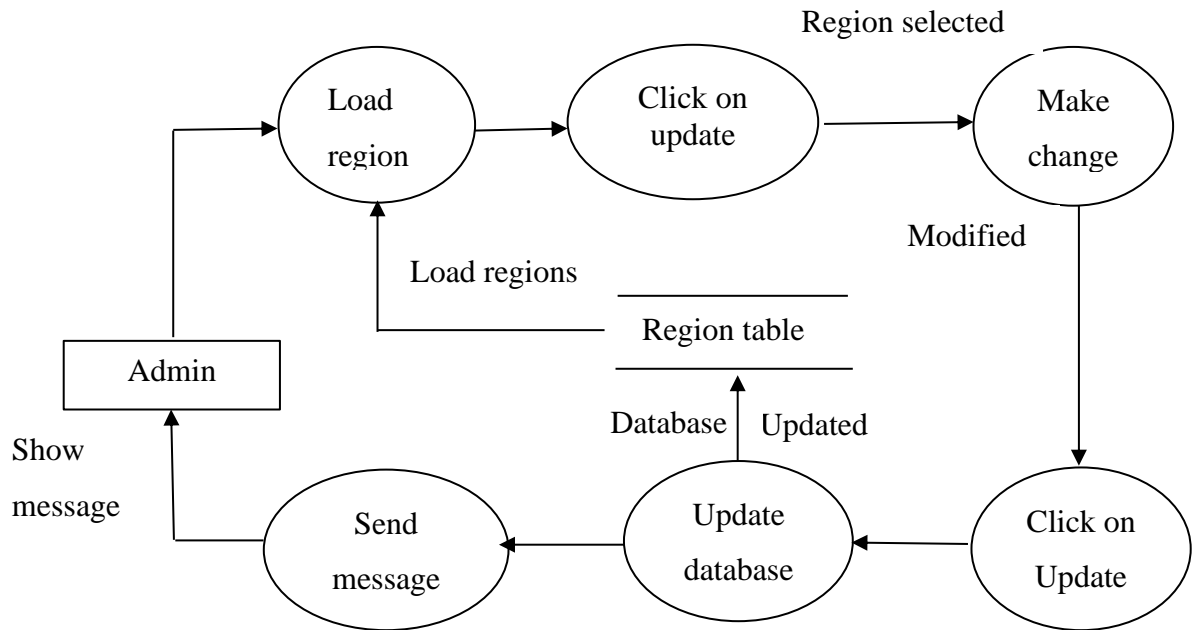 Region selected
Load
region
Click on
update
Make
change
Modified
Load regions
Region table
Admin
Database Updated
Show
message
Send
message
Update
database
Click on
Update